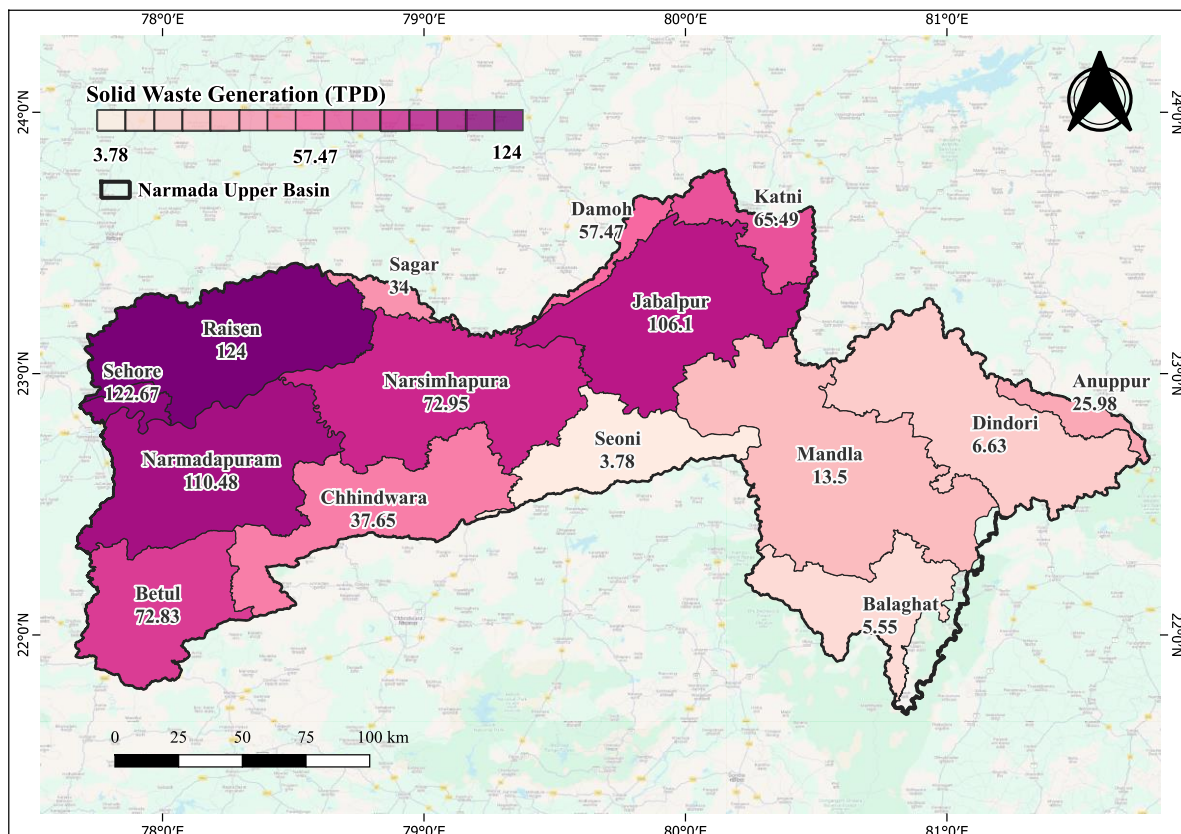 78°0'E 79°0'E 80°0'E 81°0'E
24°0'N
24°0'N
Solid Waste Generation (TPD)
3.78 57.47 124
Narmada Upper Basin
Katni
65.49
Damoh
57.47
Sagar
34
Jabalpur
106.1
Raisen
124
Sehore
122.67
23°0'N
23°0'N
Narsimhapura
72.95
Anuppur
25.98
Dindori
6.63
Seoni
3.78
Mandla
13.5
Narmadapuram
110.48
Chhindwara
37.65
Betul
72.83
Balaghat
5.55
22°0'N
22°0'N
0 25 50 75 100 km
78°0'E 79°0'E 80°0'E 81°0'E